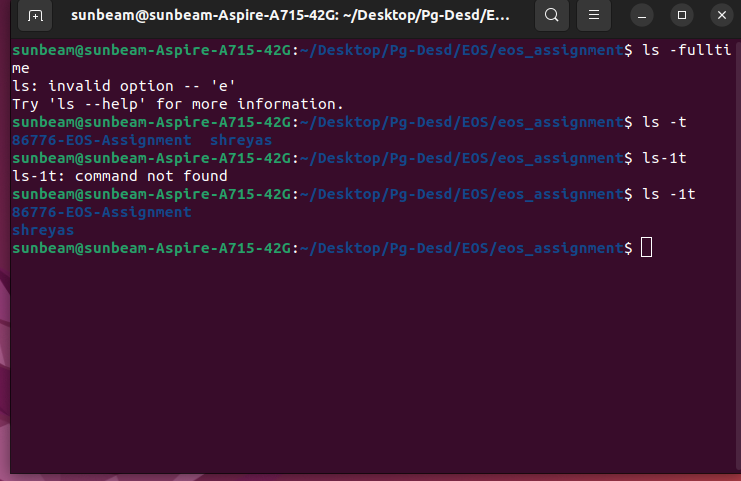 sunbeam@sunbeam-Aspire-A715-42G: ~/Desktop/Pg-Desd/E...
sunbeam@sunbeam-Aspire-A715-42G:~/Desktop/Pg-Desd/EOS/eos_assignment$ ls -fullti
me
ls: invalid option -- 'e'
Try 'ls --help' for more information.
sunbeam@sunbeam-Aspire-A715-42G:~/Desktop/Pg-Desd/EOS/eos_assignment$ ls -t
86776-EOS-Assignment  shreyas
sunbeam@sunbeam-Aspire-A715-42G:~/Desktop/Pg-Desd/EOS/eos_assignment$ ls-1t
ls-1t: command not found
sunbeam@sunbeam-Aspire-A715-42G:~/Desktop/Pg-Desd/EOS/eos_assignment$ ls -1t
86776-EOS-Assignment
shreyas
sunbeam@sunbeam-Aspire-A715-42G:~/Desktop/Pg-Desd/EOS/eos_assignment$